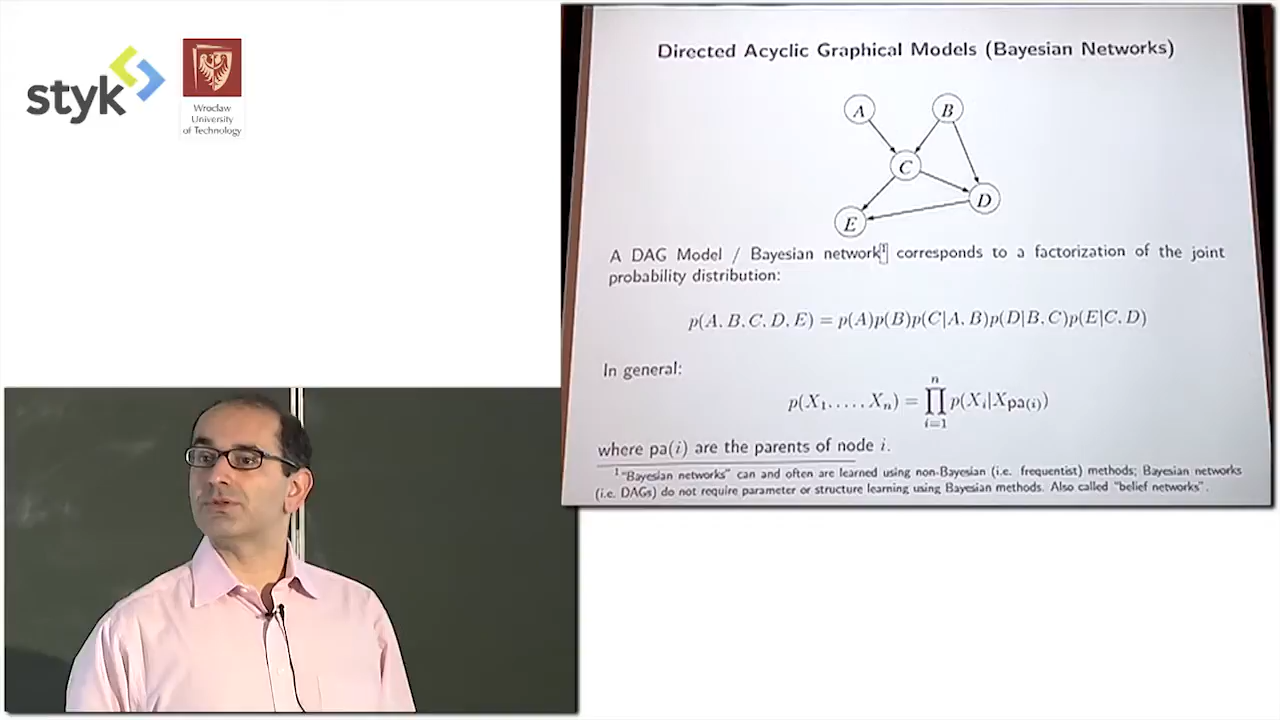 styk
Wroclaw
University
of Technology
Directed Acyclic Graphical Models (Bayesian Networks)
A
B
C
D
E
A DAG Model / Bayesian network¹ corresponds to a factorization of the joint
probability distribution:
p(A, B, C, D, E) = p(A)p(B)p(C|A, B)p(D|B, C)p(E|C, D)
In general:
p(X₁, . . . , Xₙ) = ∏ⁿᵢ₌₁ p(Xᵢ|X_pa(i))
where pa(i) are the parents of node i.
¹"Bayesian networks" can and often are learned using non-Bayesian (i.e. frequentist) methods; Bayesian networks
(i.e. DAGs) do not require parameter or structure learning using Bayesian methods. Also called "belief networks".